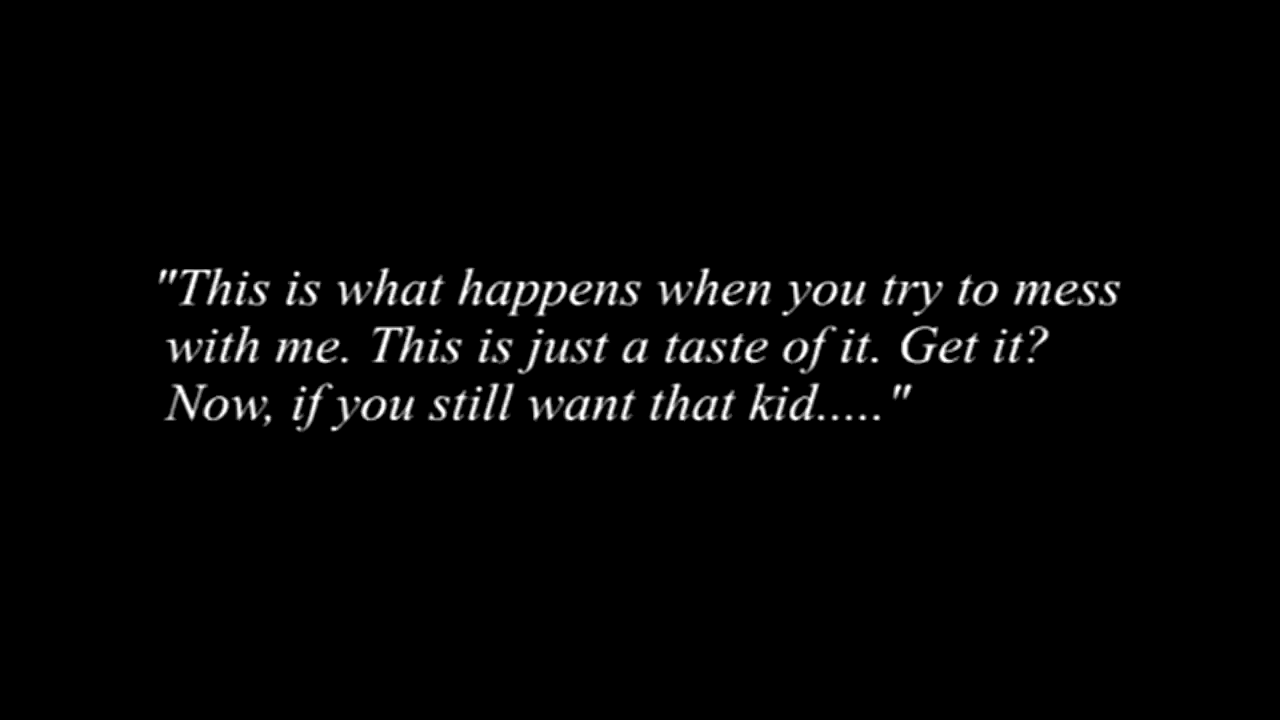 "This is what happens when you try to mess
with me. This is just a taste of it. Get it?
Now, if you still want that kid....."